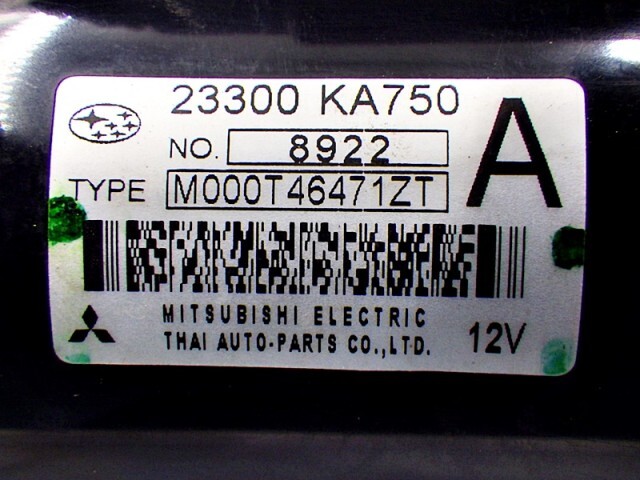 23300 KA750
A
NO. 8922
TYPE M000T46471ZT
MITSUBISHI ELECTRIC
THAI AUTO-PARTS CO.,LTD.
12V